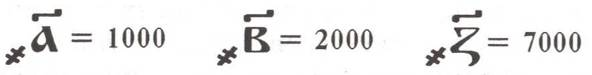 ҂а҃ = 1000 ҂в҃ = 2000 ҂з҃ = 7000